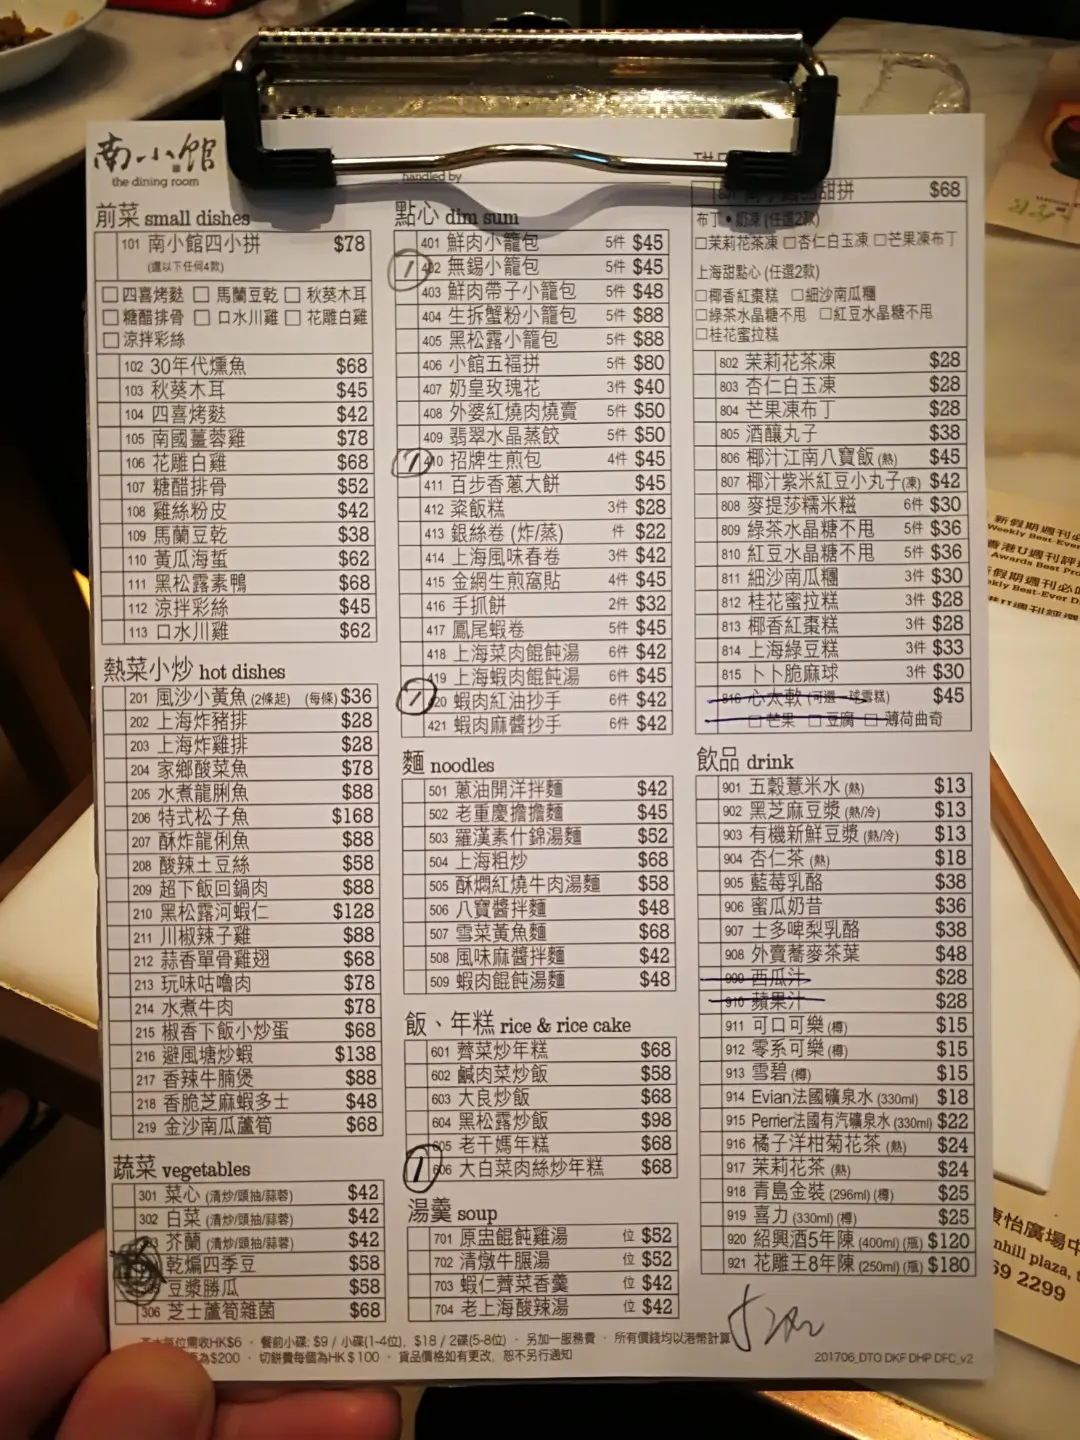 南小館
the dining room
handled by
前菜 small dishes
101 南小館四小拼 $78
(選以下任何4款)
□四喜烤麩 □馬蘭豆乾 □秋葵木耳
□糖醋排骨 □口水川雞 □花雕白雞
□涼拌彩絲
102 30年代燻魚 $68
103 秋葵木耳 $45
104 四喜烤麩 $42
105 南國薑蓉雞 $78
106 花雕白雞 $68
107 糖醋排骨 $52
108 雞絲粉皮 $42
109 馬蘭豆乾 $38
110 黃瓜海蜇 $62
111 黑松露素鴨 $68
112 涼拌彩絲 $45
113 口水川雞 $62
熱菜小炒 hot dishes
201 風沙小黃魚 (2條起) (每條) $36
202 上海炸豬排 $28
203 上海炸雞排 $28
204 家鄉酸菜魚 $78
205 水煮龍脷魚 $88
206 特式松子魚 $168
207 酥炸龍俐魚 $88
208 酸辣土豆絲 $58
209 超下飯回鍋肉 $88
210 黑松露河蝦仁 $128
211 川椒辣子雞 $88
212 蒜香單骨雞翅 $68
213 玩味咕嚕肉 $78
214 水煮牛肉 $78
215 椒香下飯小炒蛋 $68
216 避風塘炒蝦 $138
217 香辣牛腩煲 $88
218 香脆芝麻蝦多士 $48
219 金沙南瓜蘆筍 $68
蔬菜 vegetables
301 菜心 (清炒/頭抽/蒜蓉) $42
302 白菜 (清炒/頭抽/蒜蓉) $42
芥蘭 (清炒/頭抽/蒜蓉) $42
乾煸四季豆 $58
豆漿勝瓜 $58
306 芝士蘆筍雜菌 $68
點心 dim sum
401 鮮肉小籠包 5件 $45
1 402 無錫小籠包 5件 $45
403 鮮肉帶子小籠包 5件 $48
404 生拆蟹粉小籠包 5件 $88
405 黑松露小籠包 5件 $88
406 小館五福拼 5件 $80
407 奶皇玫瑰花 3件 $40
408 外婆紅燒肉燒賣 5件 $50
409 翡翠水晶蒸餃 5件 $50
1 410 招牌生煎包 4件 $45
411 百步香蔥大餅 $45
412 粢飯糕 3件 $28
413 銀絲卷 (炸/蒸) 件 $22
414 上海風味春卷 3件 $42
415 金網生煎窩貼 4件 $45
416 手抓餅 2件 $32
417 鳳尾蝦卷 5件 $45
418 上海菜肉餛飩湯 6件 $42
419 上海蝦肉餛飩湯 6件 $45
1 420 蝦肉紅油抄手 6件 $42
421 蝦肉麻醬抄手 6件 $42
麵 noodles
501 蔥油開洋拌麵 $42
502 老重慶擔擔麵 $45
503 羅漢素什錦湯麵 $52
504 上海粗炒 $68
505 酥燜紅燒牛肉湯麵 $58
506 八寶醬拌麵 $48
507 雪菜黃魚麵 $68
508 風味麻醬拌麵 $42
509 蝦肉餛飩湯麵 $48
飯、年糕 rice & rice cake
601 薺菜炒年糕 $68
602 鹹肉菜炒飯 $58
603 大良炒飯 $68
604 黑松露炒飯 $98
605 老干媽年糕 $68
1 606 大白菜肉絲炒年糕 $68
湯羹 soup
701 原盅餛飩雞湯 位 $52
702 清燉牛𦟌湯 位 $52
703 蝦仁薺菜香羹 位 $42
704 老上海酸辣湯 位 $42
甜拼 $68
布丁•奶凍 (任選2款)
□茉莉花茶凍 □杏仁白玉凍 □芒果凍布丁
上海甜點心 (任選2款)
□椰香紅棗糕 □細沙南瓜糰
□綠茶水晶糖不甩 □紅豆水晶糖不甩
□桂花蜜拉糕
802 茉莉花茶凍 $28
803 杏仁白玉凍 $28
804 芒果凍布丁 $28
805 酒釀丸子 $38
806 椰汁江南八寶飯 (熱) $45
807 椰汁紫米紅豆小丸子 (凍) $42
808 麥提莎糯米糍 6件 $30
809 綠茶水晶糖不甩 5件 $36
810 紅豆水晶糖不甩 5件 $36
811 細沙南瓜糰 3件 $30
812 桂花蜜拉糕 3件 $28
813 椰香紅棗糕 3件 $28
814 上海綠豆糕 3件 $33
815 卜卜脆麻球 3件 $30
816 心太軟 (可選一球雪糕) $45
□芒果 □豆腐 □薄荷曲奇
飲品 drink
901 五穀薏米水 (熱) $13
902 黑芝麻豆漿 (熱/冷) $13
903 有機新鮮豆漿 (熱/冷) $13
904 杏仁茶 (熱) $18
905 藍莓乳酪 $38
906 蜜瓜奶昔 $36
907 士多啤梨乳酪 $38
908 外賣蕎麥茶葉 $48
909 西瓜汁 $28
910 蘋果汁 $28
911 可口可樂 (樽) $15
912 零系可樂 (樽) $15
913 雪碧 (樽) $15
914 Evian法國礦泉水 (330ml) $18
915 Perrier法國有汽礦泉水 (330ml) $22
916 橘子洋柑菊花茶 (熱) $24
917 茉莉花茶 (熱) $24
918 青島金裝 (296ml) (樽) $25
919 喜力 (330ml) (樽) $25
920 紹興酒5年陳 (400ml) (瓶) $120
921 花雕王8年陳 (250ml) (瓶) $180
每位需收HK$6 · 餐前小碟: $9 / 小碟(1-4位), $18 / 2碟(5-8位) · 另加一服務費 · 所有價錢均以港幣計算
為$200 · 切餅費每個為HK$100 · 貨品價格如有更改, 恕不另行通知
201706_DTO DKF DHP DFC_v2
新假期週刊
Weekly Best-Ever
香港U週刊評
Awards Best Pro
新假期週刊必
kly Best-Ever D
康怡廣場中
nhill plaza,
69 2299